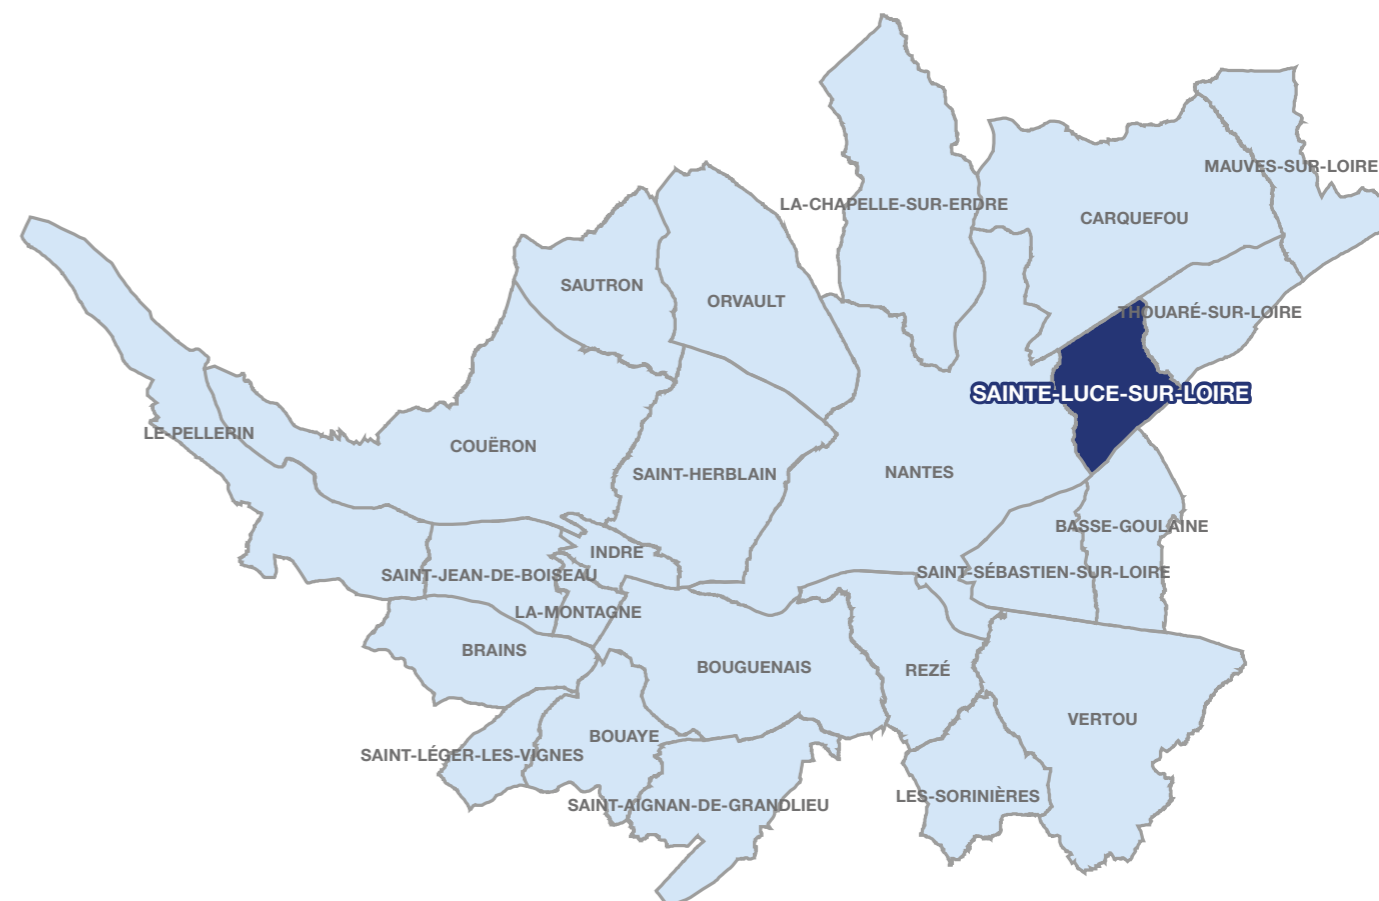 MAUVES-SUR-LOIRE
LA-CHAPELLE-SUR-ERDRE
CARQUEFOU
SAUTRON
ORVAULT
THOUARÉ-SUR-LOIRE
SAINTE-LUCE-SUR-LOIRE
LE-PELLERIN
COUËRON
SAINT-HERBLAIN
NANTES
BASSE-GOULAINE
INDRE
SAINT-JEAN-DE-BOISEAU
SAINT-SÉBASTIEN-SUR-LOIRE
LA-MONTAGNE
BRAINS
BOUGUENAIS
REZÉ
VERTOU
BOUAYE
SAINT-LÉGER-LES-VIGNES
LES-SORINIÈRES
SAINT-AIGNAN-DE-GRANDLIEU